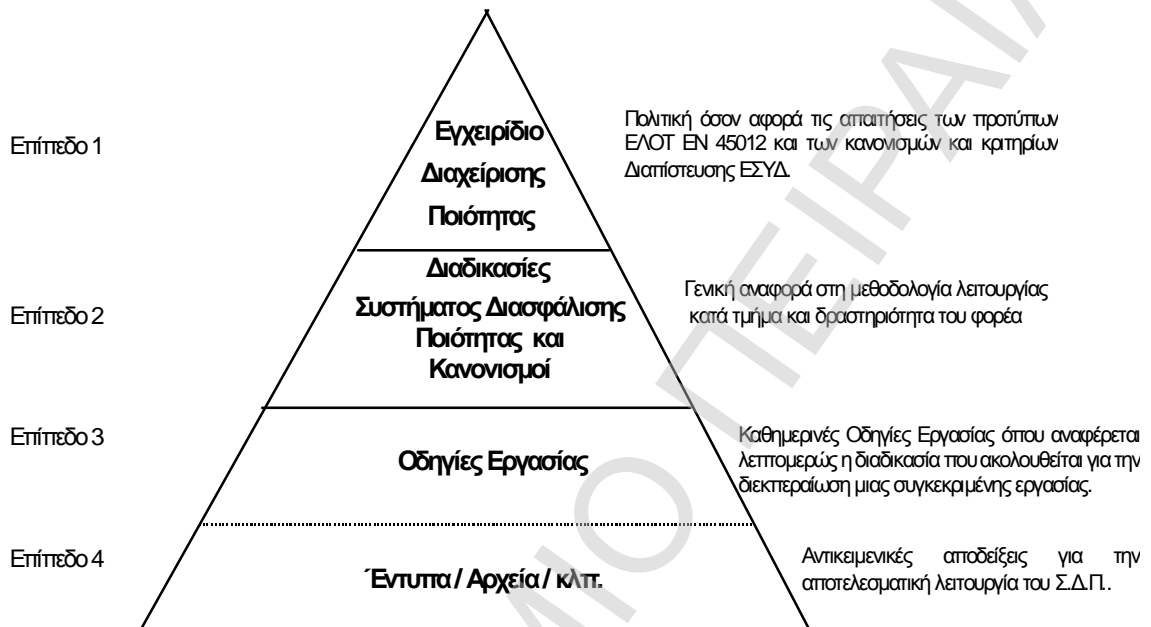 Επίπεδο 1
Εγχειρίδιο
Διαχείρισης
Ποιότητας
Πολιτική όσον αφορά τις απαιτήσεις των προτύπων
ΕΛΟΤ ΕΝ 45012 και των κανονισμών και κριτηρίων
Διαπίστευσης ΕΣΥΔ.
Επίπεδο 2
Διαδικασίες
Συστήματος Διασφάλισης
Ποιότητας και
Κανονισμοί
Γενική αναφορά στη μεθοδολογία λειτουργίας
κατά τμήμα και δραστηριότητα του φορέα
Επίπεδο 3
Οδηγίες Εργασίας
Καθημερινές Οδηγίες Εργασίας όπου αναφέρεται
λεπτομερώς η διαδικασία που ακολουθείται για την
διεκπεραίωση μιας συγκεκριμένης εργασίας.
Επίπεδο 4
Έντυπα / Αρχεία / κλπ.
Αντικειμενικές αποδείξεις για την
αποτελεσματική λειτουργία του Σ.Δ.Π..